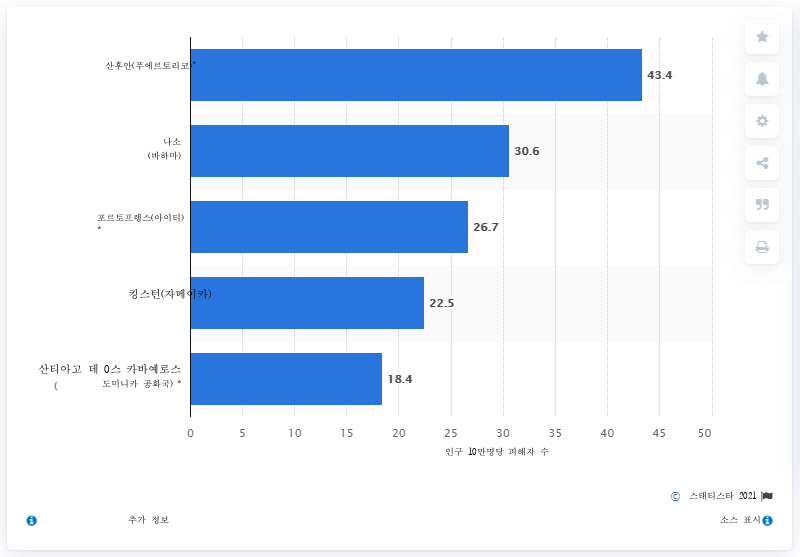 산후안(푸에르토리코)*
43.4
나소
(바하마)
30.6
포르토프랭스(아이티)
*
26.7
킹스턴(자메이카)
22.5
산티아고 데 0스 카바예로스
( 도미니카 공화국) *
18.4
0 5 10 15 20 25 30 35 40 45 50
인구 10만명당 피해자 수
© 스태티스타 2021
추가 정보 소스 표시